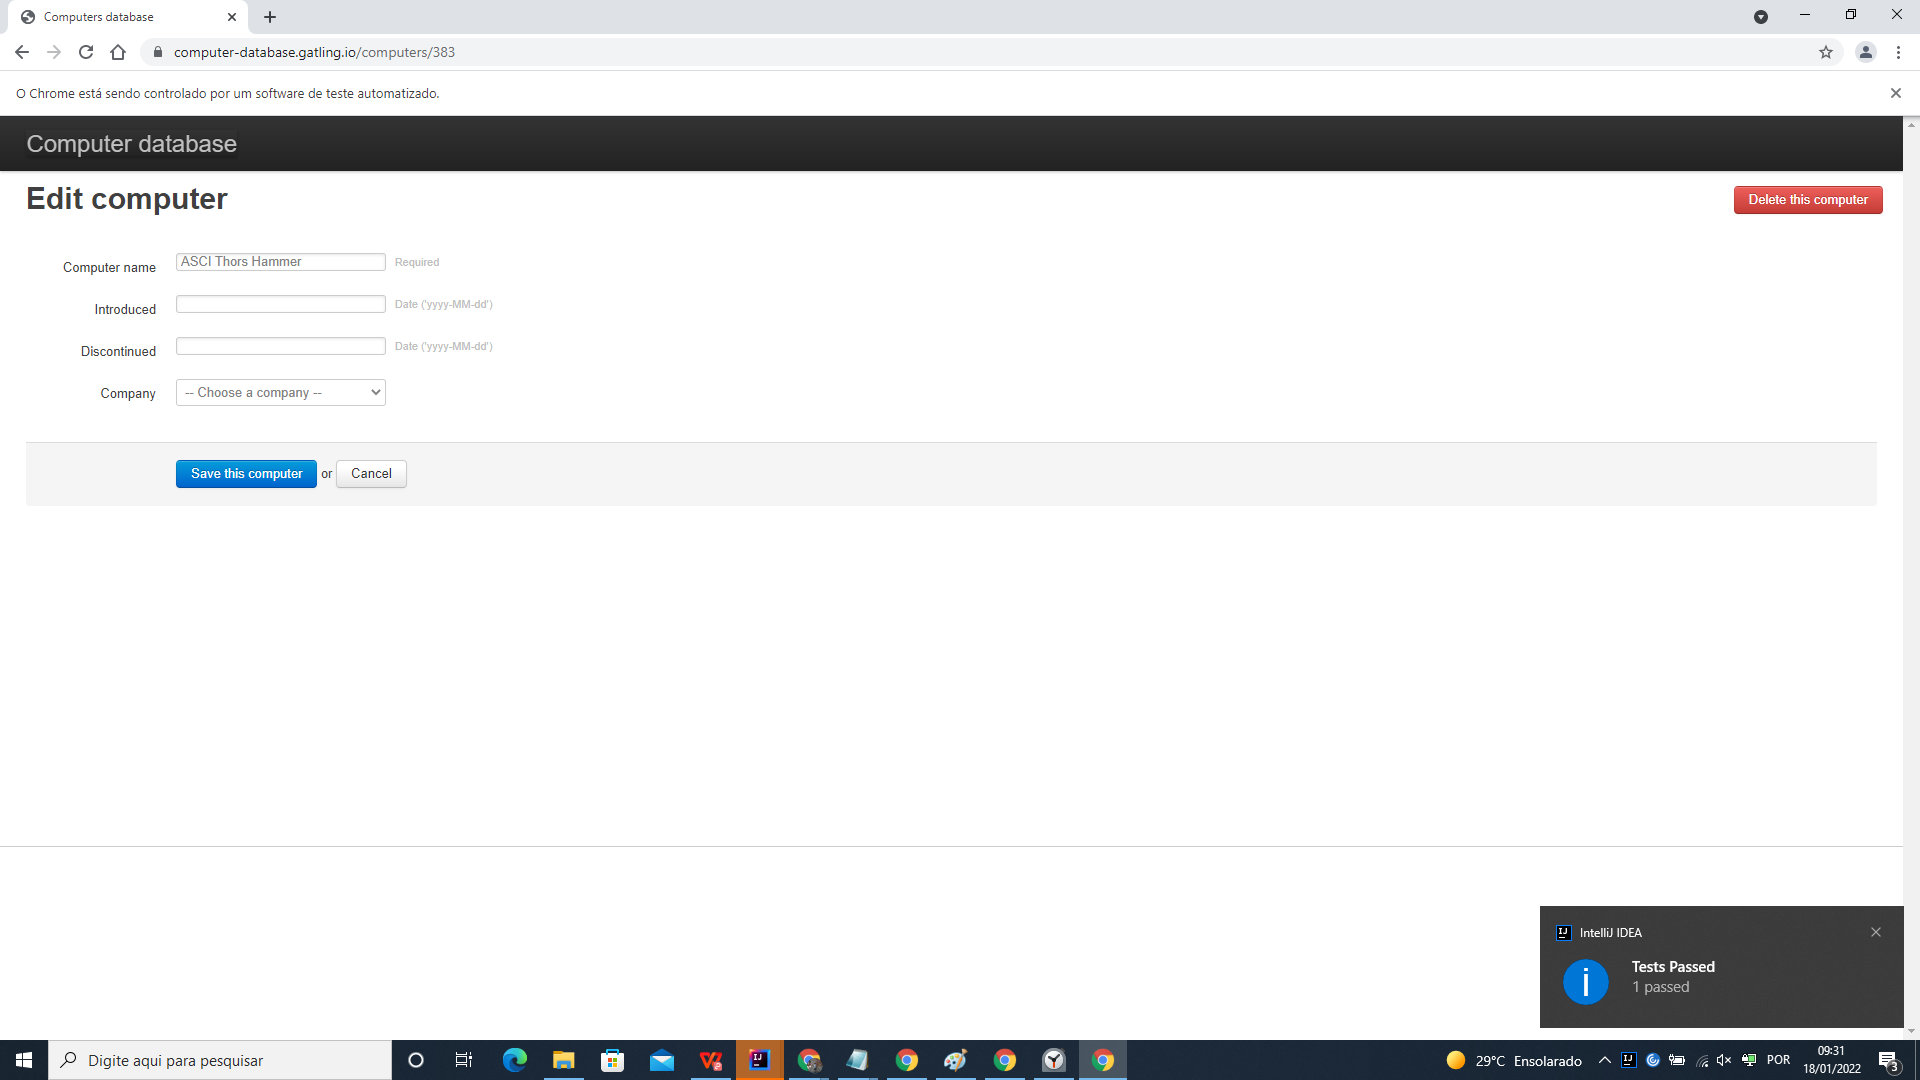 Computers database
computer-database.gatling.io/computers/383
O Chrome está sendo controlado por um software de teste automatizado.
Computer database
Edit computer
Delete this computer
Computer name
ASCI Thors Hammer
Required
Introduced
Date ('yyyy-MM-dd')
Discontinued
Date ('yyyy-MM-dd')
Company
-- Choose a company --
Save this computer or Cancel
IntelliJ IDEA
Tests Passed
1 passed
Digite aqui para pesquisar
29°C Ensolarado
POR
09:31
18/01/2022
3